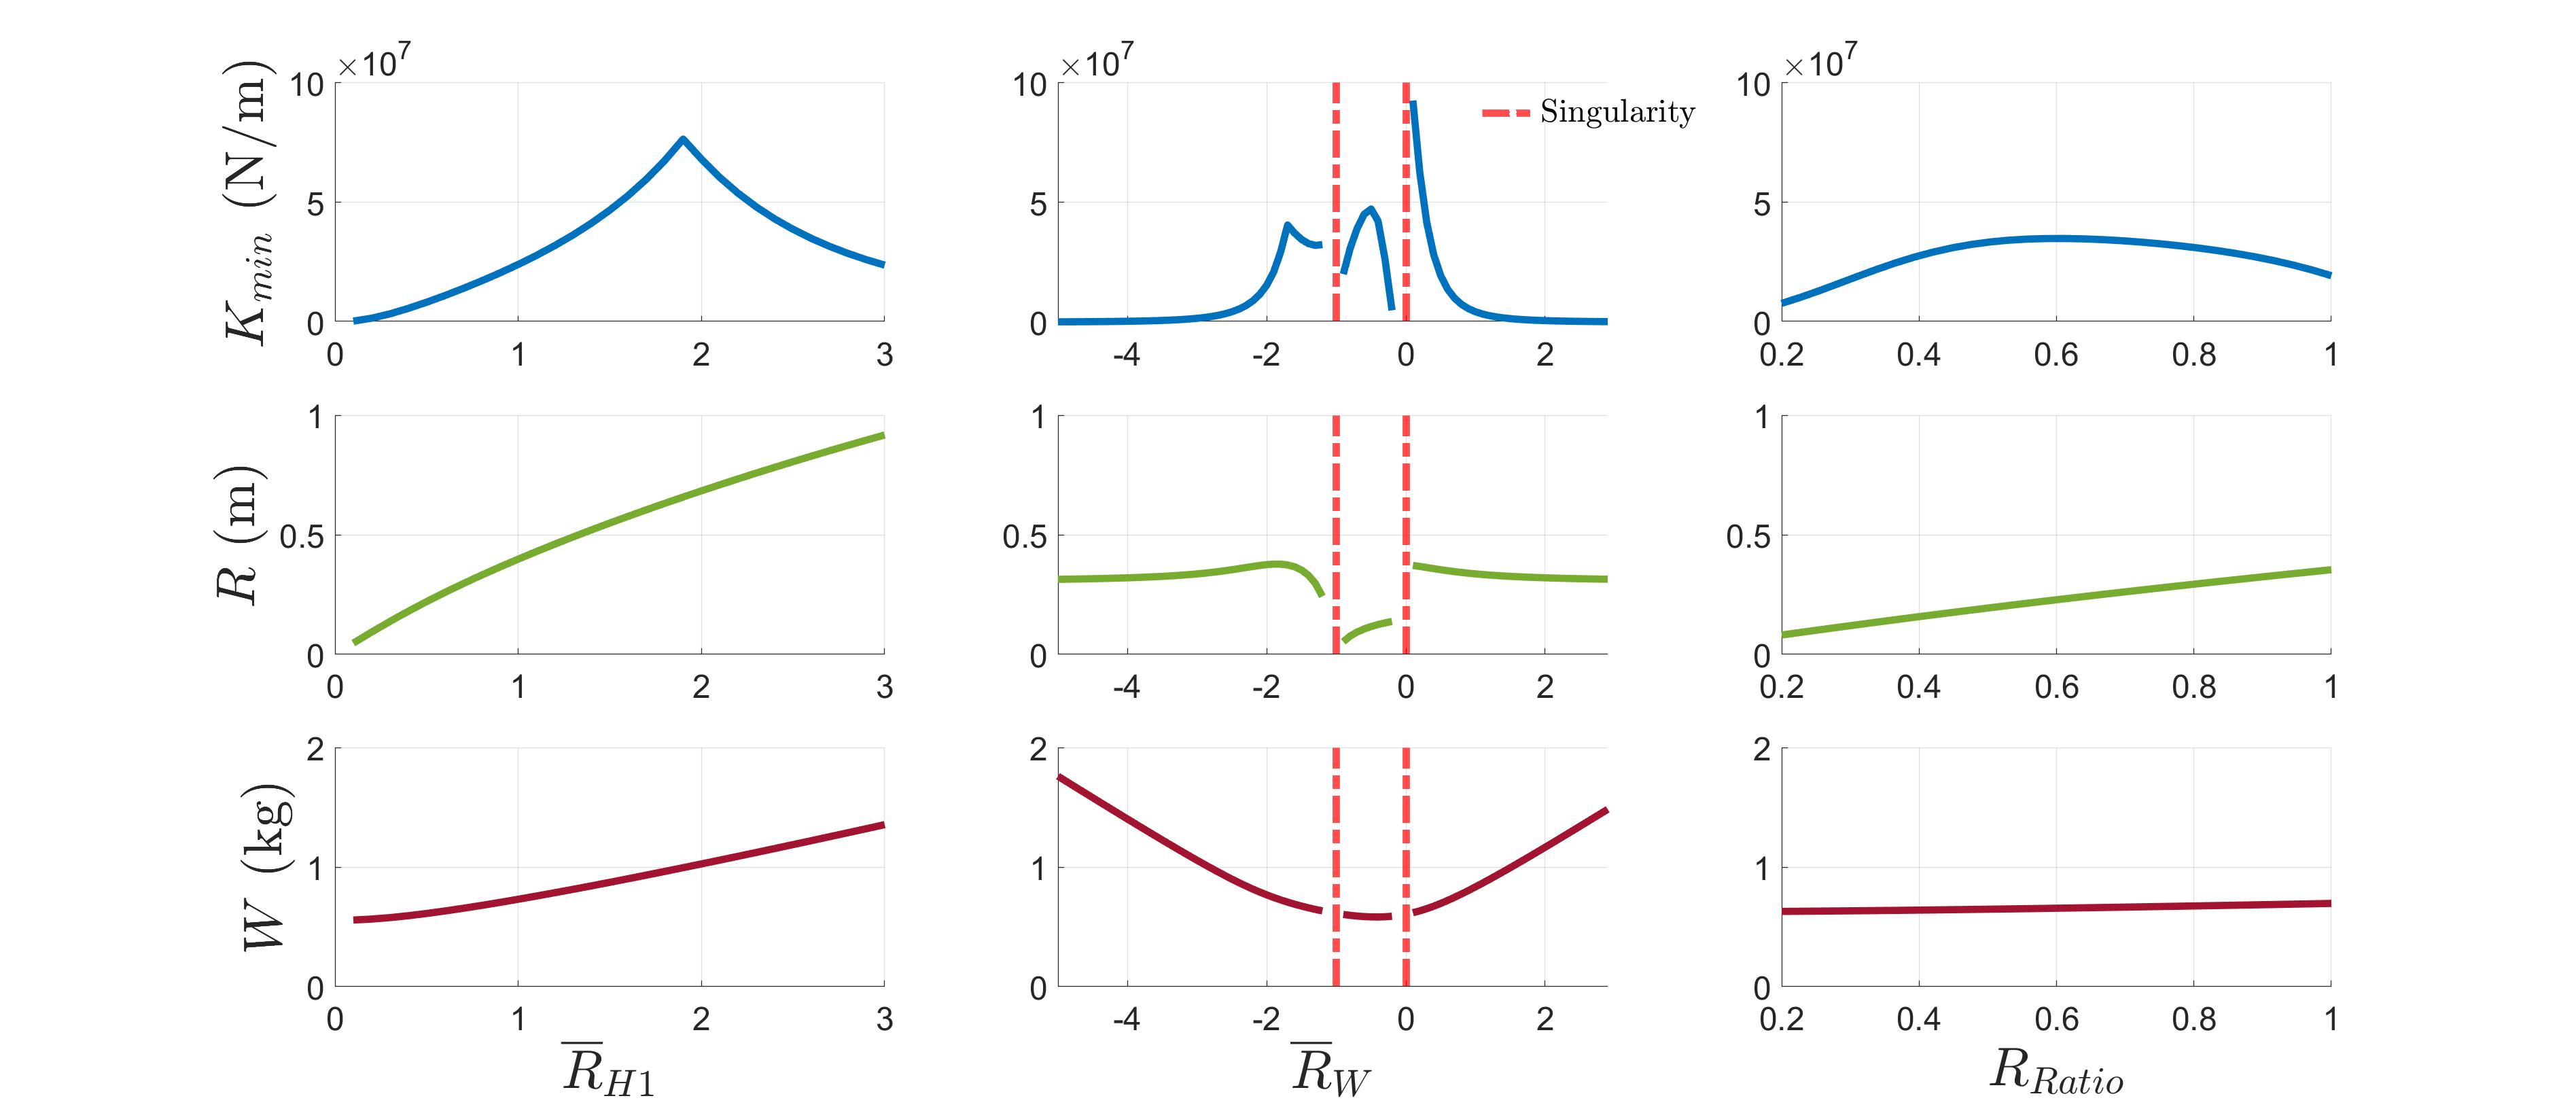 ×10^7 ×10^7 ×10^7
K_min (N/m)
10 10 10
Singularity
5 5 5
0 0 0
0 1 2 3 -4 -2 0 2 0.2 0.4 0.6 0.8 1
R (m)
1 1 1
0.5 0.5 0.5
0 0 0
0 1 2 3 -4 -2 0 2 0.2 0.4 0.6 0.8 1
W (kg)
2 2 2
1 1 1
0 0 0
0 1 2 3 -4 -2 0 2 0.2 0.4 0.6 0.8 1
R̅_H1 R̅_W R_Ratio